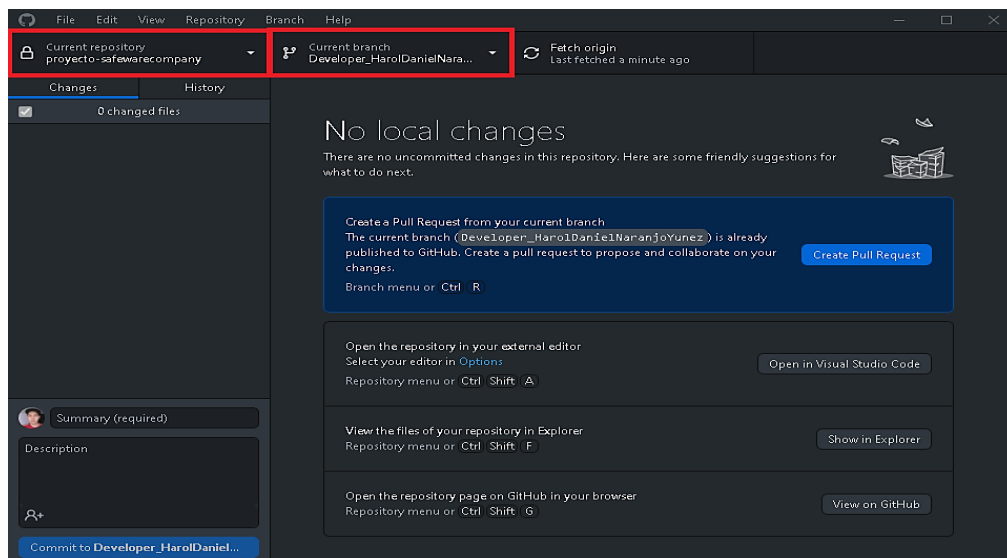 File Edit View Repository Branch Help
Current repository
proyecto-safewarecompany
Current branch
Developer_HarolDanielNara...
Fetch origin
Last fetched a minute ago
Changes History
0 changed files
No local changes
There are no uncommitted changes in this repository. Here are some friendly suggestions for
what to do next.
Create a Pull Request from your current branch
The current branch (Developer_HarolDanielNaranjoYunez) is already
published to GitHub. Create a pull request to propose and collaborate on your
changes.
Branch menu or Ctrl R
Create Pull Request
Open the repository in your external editor
Select your editor in Options
Repository menu or Ctrl Shift A
Open in Visual Studio Code
View the files of your repository in Explorer
Repository menu or Ctrl Shift F
Show in Explorer
Open the repository page on GitHub in your browser
Repository menu or Ctrl Shift G
View on GitHub
Summary (required)
Description
Commit to Developer_HarolDaniel...